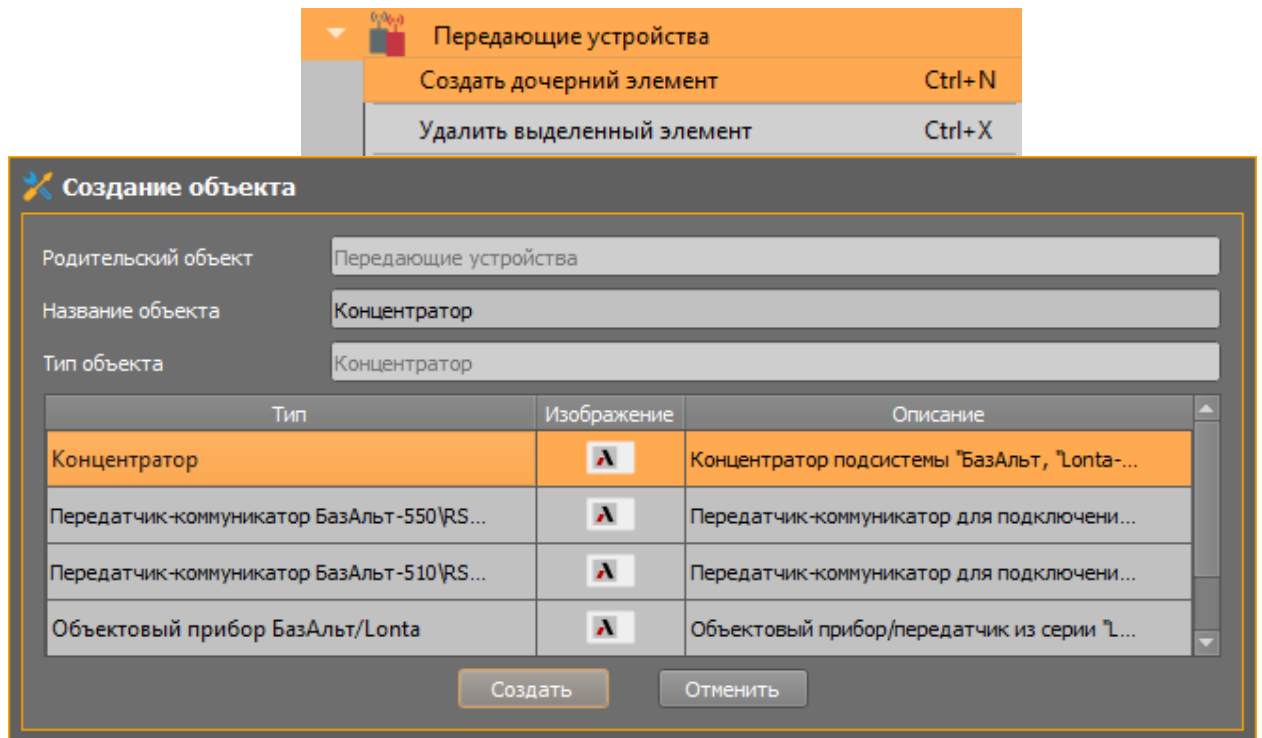 Передающие устройства
Создать дочерний элемент Ctrl+N
Удалить выделенный элемент Ctrl+X
Создание объекта
Родительский объект Передающие устройства
Название объекта Концентратор
Тип объекта Концентратор
Тип Изображение Описание
Концентратор Концентратор подсистемы "БазАльт, "Lonta-...
Передатчик-коммуникатор БазАльт-550\RS... Передатчик-коммуникатор для подключени...
Передатчик-коммуникатор БазАльт-510\RS... Передатчик-коммуникатор для подключени...
Объектовый прибор БазАльт/Lonta Объектовый прибор/передатчик из серии "L...
Создать Отменить